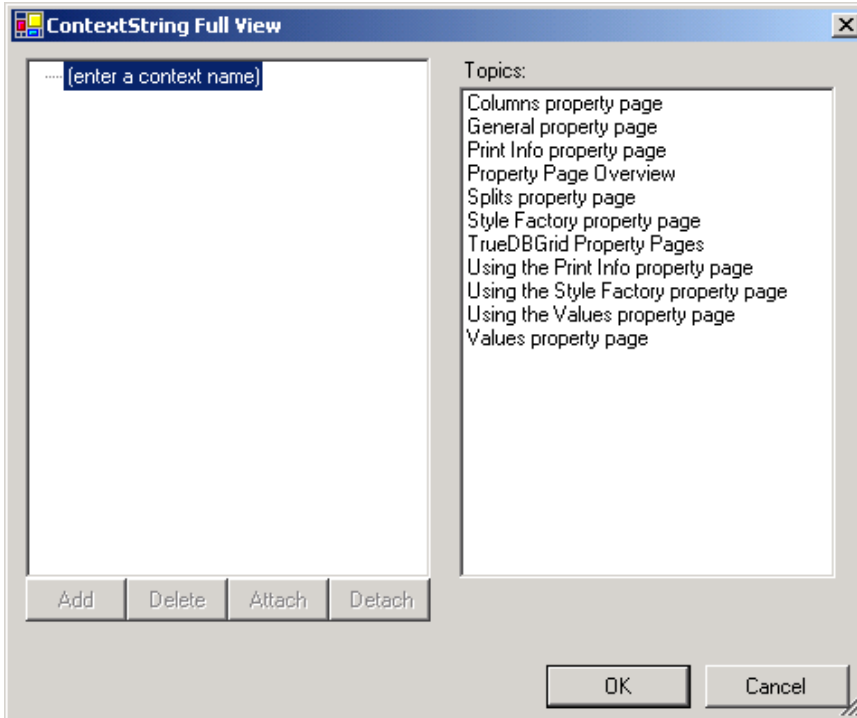 ContextString Full View
(enter a context name)
Topics:
Columns property page
General property page
Print Info property page
Property Page Overview
Splits property page
Style Factory property page
TrueDBGrid Property Pages
Using the Print Info property page
Using the Style Factory property page
Using the Values property page
Values property page
Add Delete Attach Detach
OK Cancel